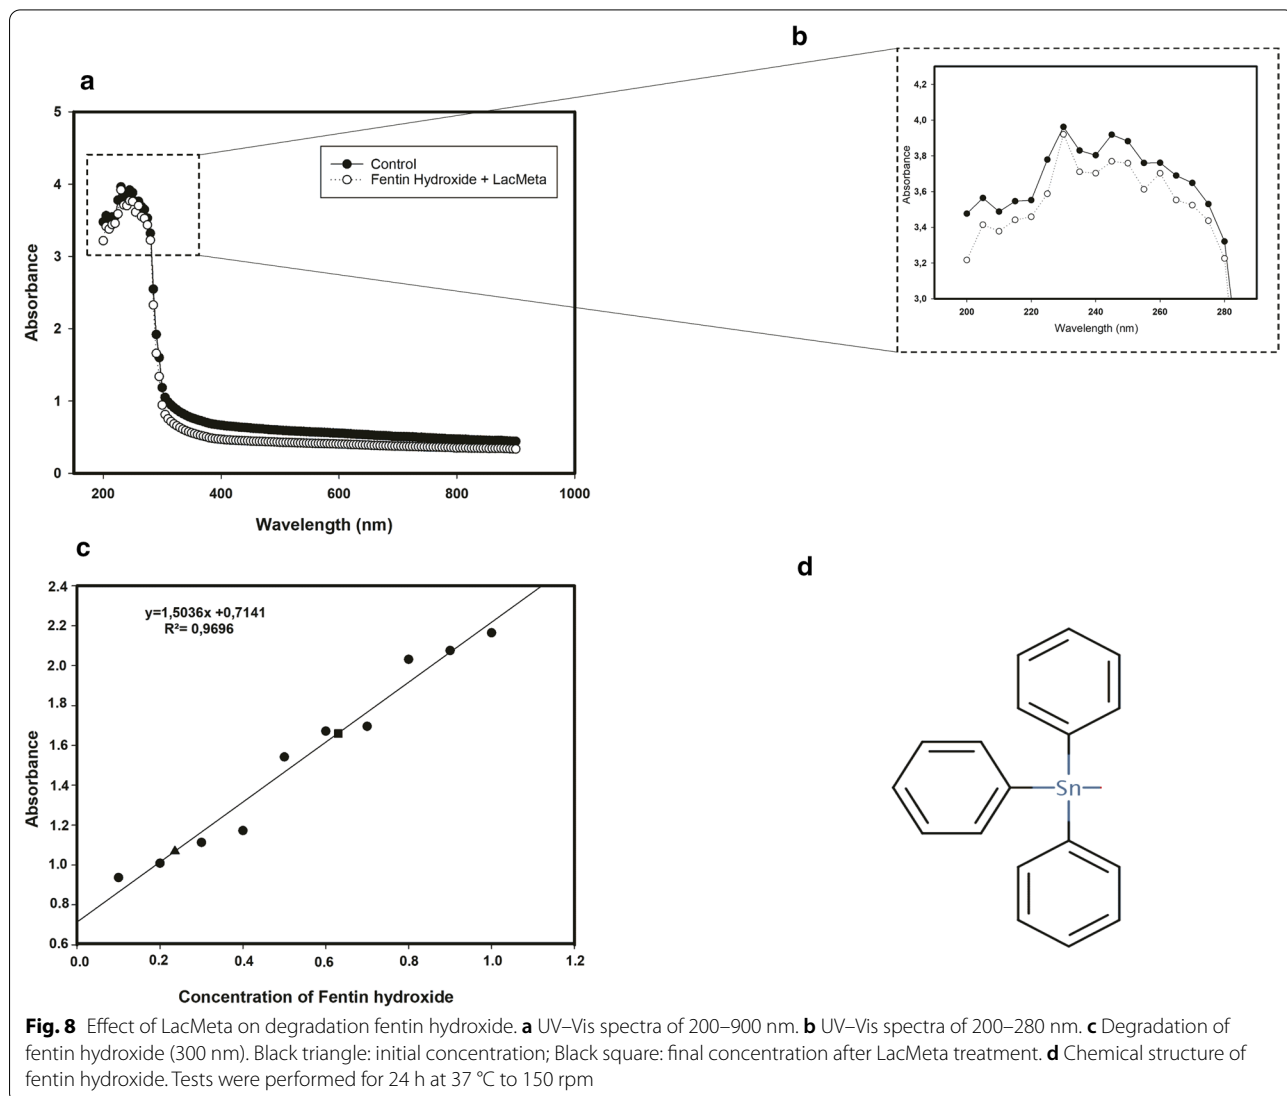 a
5
4
3
2
1
0
Absorbance
200
400
600
800
1000
Wavelength (nm)
Control
Fentin Hydroxide + LacMeta
b
4,2
4,0
3,8
3,6
3,4
3,2
3,0
Absorbance
200
220
240
260
280
Wavelength (nm)
c
y=1,5036x +0,7141
R²= 0,9696
2.4
2.2
2.0
1.8
1.6
1.4
1.2
1.0
0.8
0.6
Absorbance
0.0
0.2
0.4
0.6
0.8
1.0
1.2
Concentration of Fentin hydroxide
d
Sn
Fig. 8 Effect of LacMeta on degradation fentin hydroxide. a UV–Vis spectra of 200–900 nm. b UV–Vis spectra of 200–280 nm. c Degradation of
fentin hydroxide (300 nm). Black triangle: initial concentration; Black square: final concentration after LacMeta treatment. d Chemical structure of
fentin hydroxide. Tests were performed for 24 h at 37 °C to 150 rpm